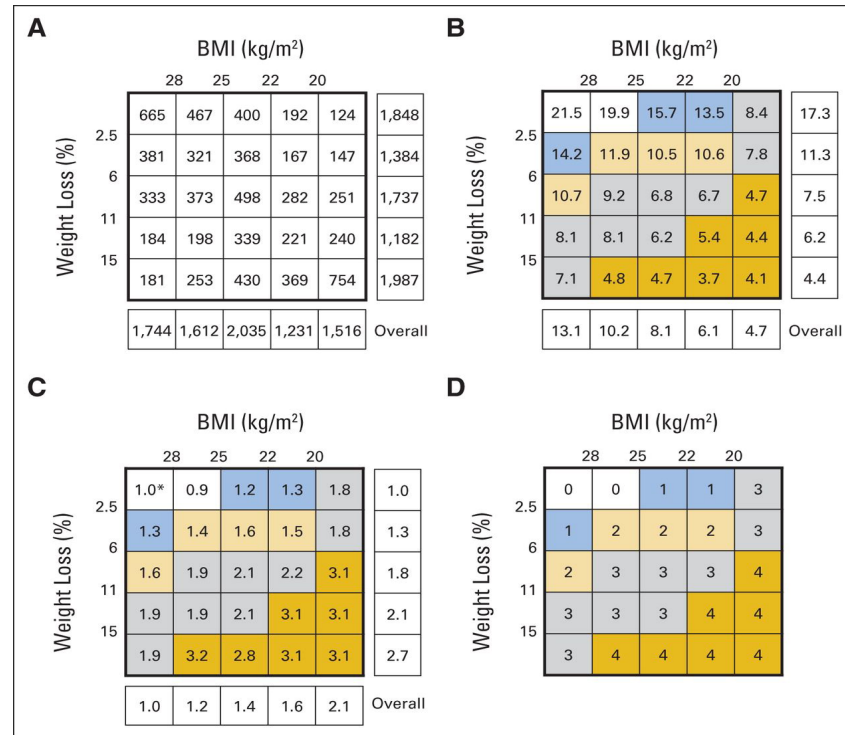 A
BMI (kg/m²)
28 25 22 20
Weight Loss (%)
665 467 400 192 124 1,848
2.5
381 321 368 167 147 1,384
6
333 373 498 282 251 1,737
11
184 198 339 221 240 1,182
15
181 253 430 369 754 1,987
1,744 1,612 2,035 1,231 1,516 Overall
B
BMI (kg/m²)
28 25 22 20
Weight Loss (%)
21.5 19.9 15.7 13.5 8.4 17.3
2.5
14.2 11.9 10.5 10.6 7.8 11.3
6
10.7 9.2 6.8 6.7 4.7 7.5
11
8.1 8.1 6.2 5.4 4.4 6.2
15
7.1 4.8 4.7 3.7 4.1 4.4
13.1 10.2 8.1 6.1 4.7 Overall
C
BMI (kg/m²)
28 25 22 20
Weight Loss (%)
1.0* 0.9 1.2 1.3 1.8 1.0
2.5
1.3 1.4 1.6 1.5 1.8 1.3
6
1.6 1.9 2.1 2.2 3.1 1.8
11
1.9 1.9 2.1 3.1 3.1 2.1
15
1.9 3.2 2.8 3.1 3.1 2.7
1.0 1.2 1.4 1.6 2.1 Overall
D
BMI (kg/m²)
28 25 22 20
Weight Loss (%)
0 0 1 1 3
2.5
1 2 2 2 3
6
2 3 3 3 4
11
3 3 3 4 4
15
3 4 4 4 4